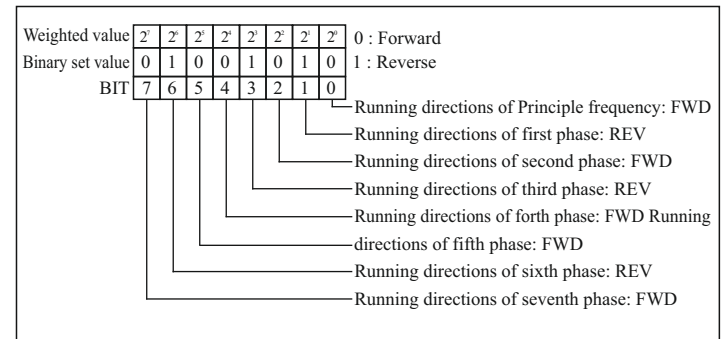 Weighted value 2⁷ 2⁶ 2⁵ 2⁴ 2³ 2² 2¹ 2⁰ 0 : Forward
Binary set value 0 1 0 0 1 0 1 0 1 : Reverse
BIT 7 6 5 4 3 2 1 0
Running directions of Principle frequency: FWD
Running directions of first phase: REV
Running directions of second phase: FWD
Running directions of third phase: REV
Running directions of forth phase: FWD Running
directions of fifth phase: FWD
Running directions of sixth phase: REV
Running directions of seventh phase: FWD